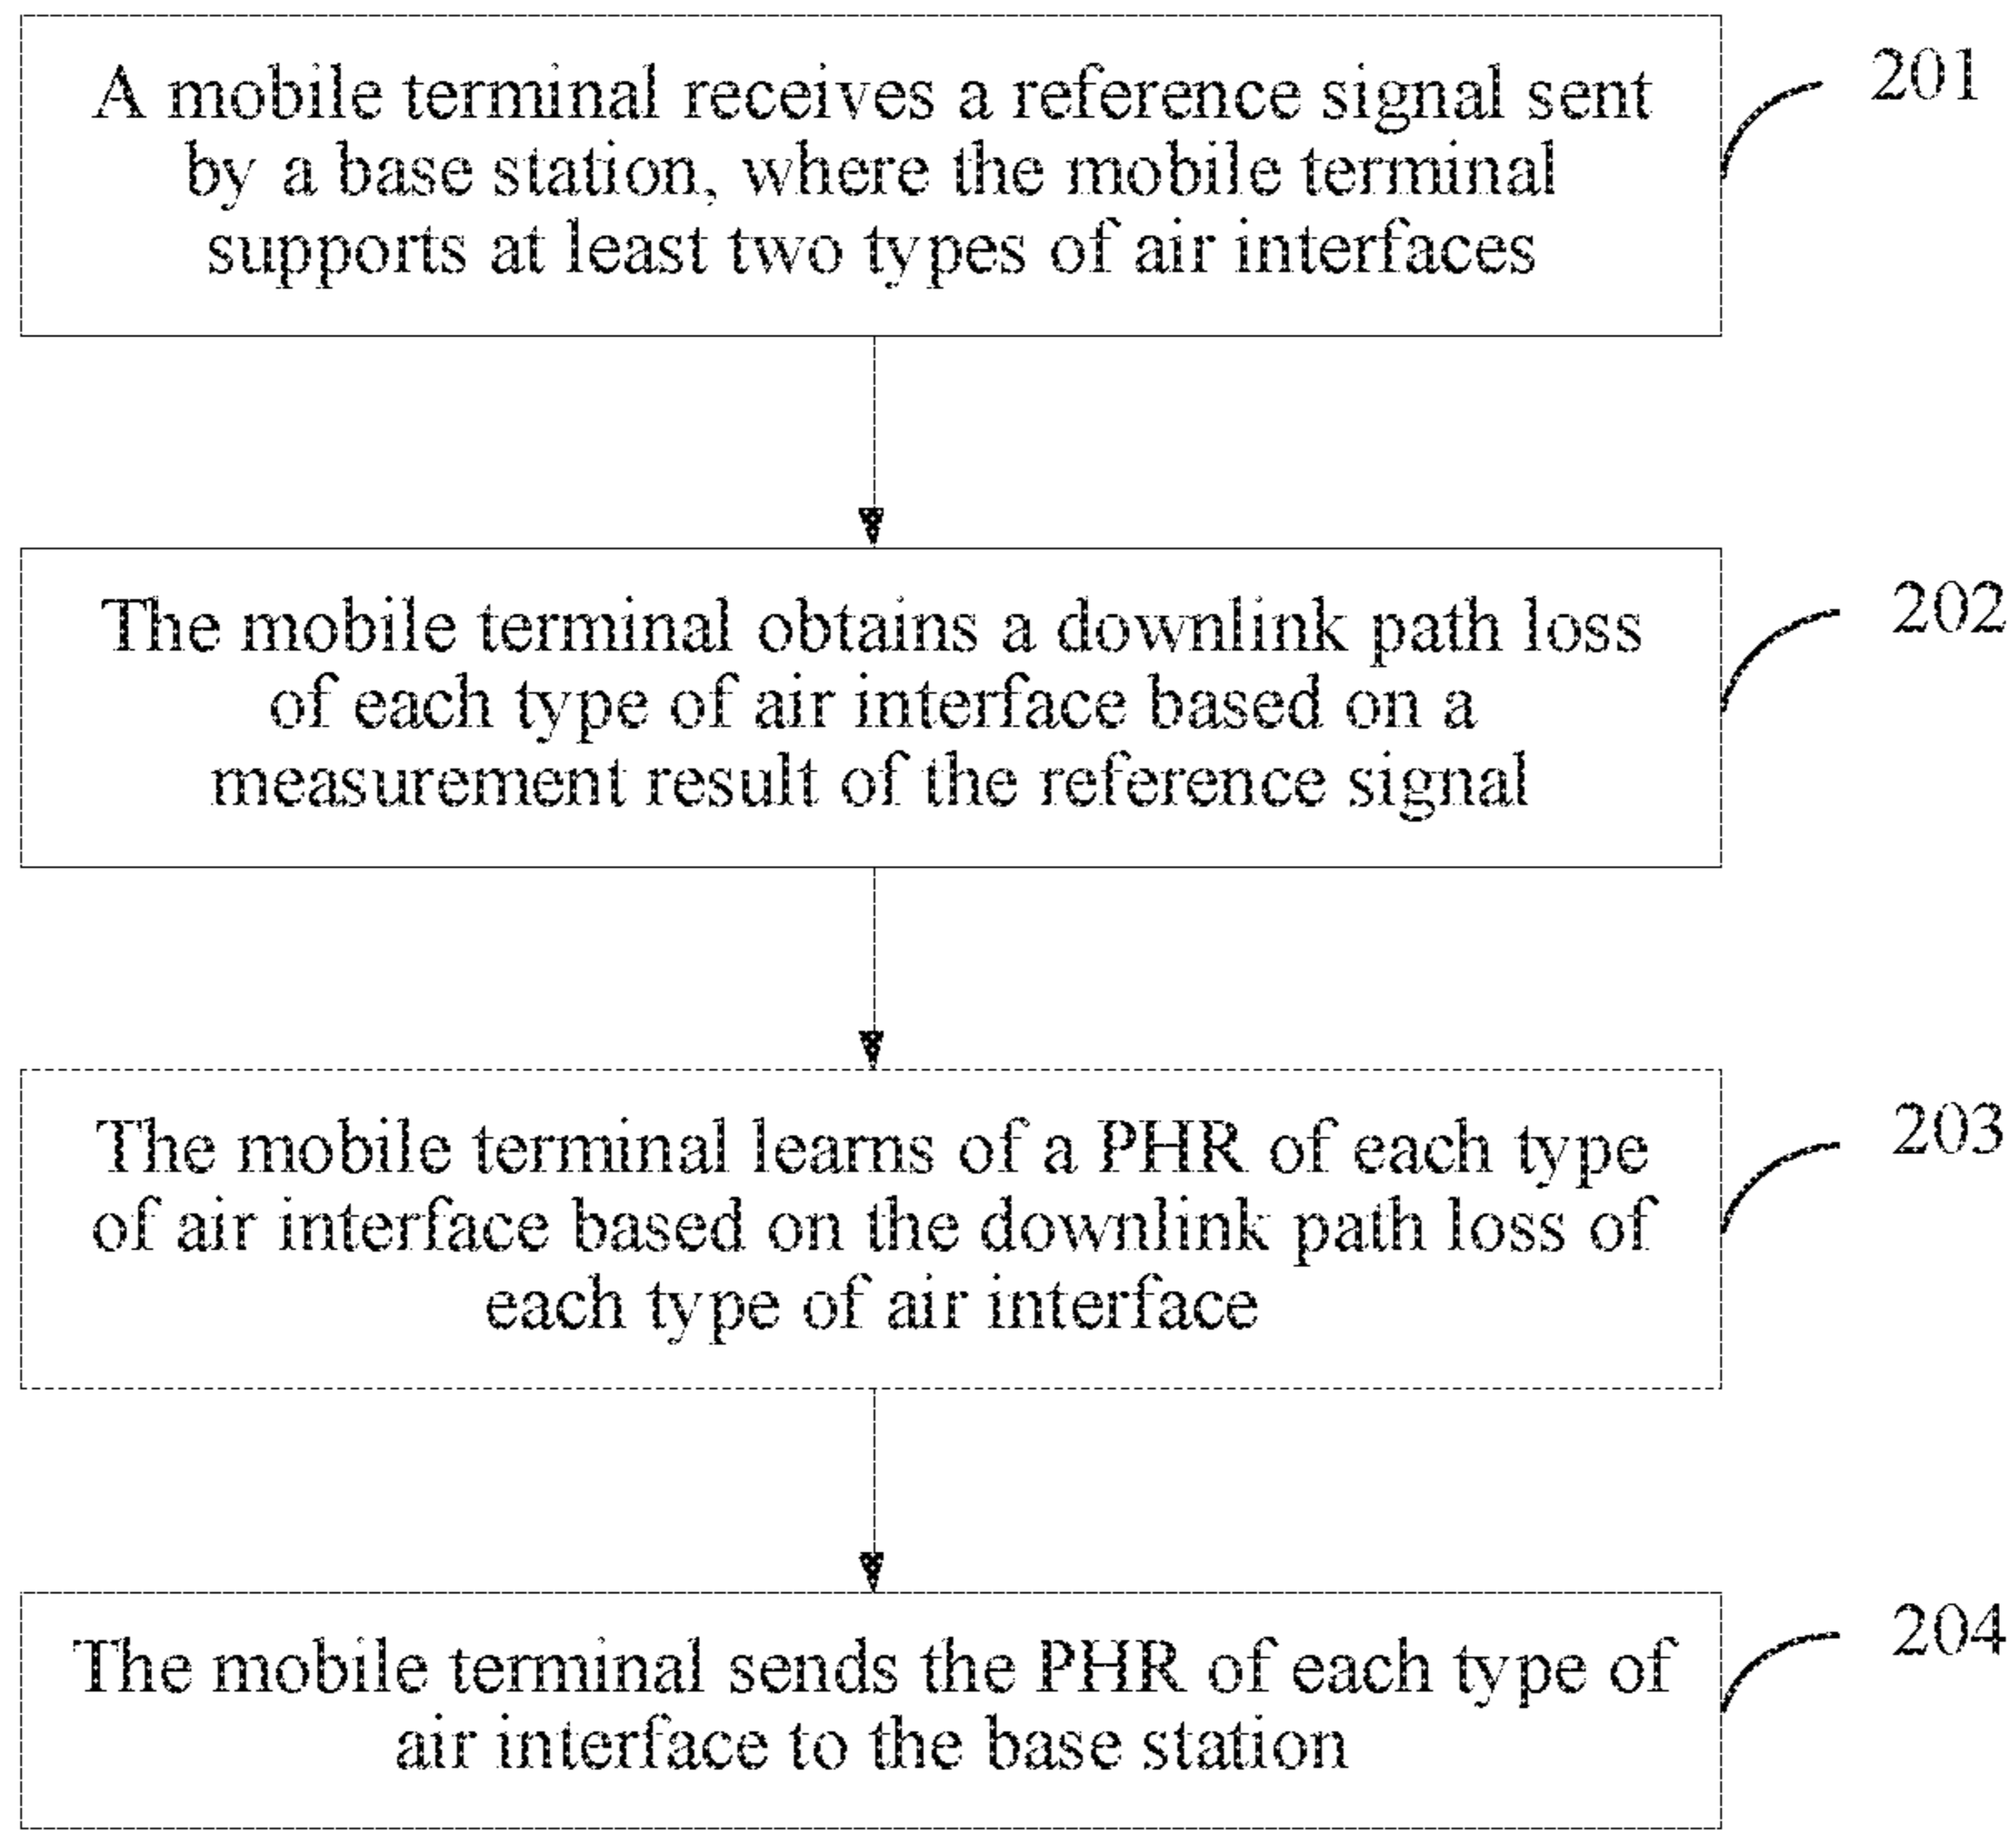 A mobile terminal receives a reference signal sent
by a base station, where the mobile terminal
supports at least two types of air interfaces
201
The mobile terminal obtains a downlink path loss
of each type of air interface based on a
measurement result of the reference signal
202
The mobile terminal learns of a PHR of each type
of air interface based on the downlink path loss of
each type of air interface
203
The mobile terminal sends the PHR of each type of
air interface to the base station
204